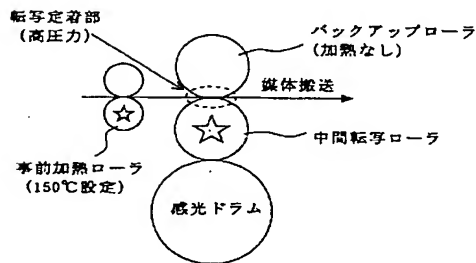 転写定着部
(高圧力)
バックアップローラ
(加熱なし)
媒体搬送
中間転写ローラ
事前加熱ローラ
(150℃設定)
感光ドラム